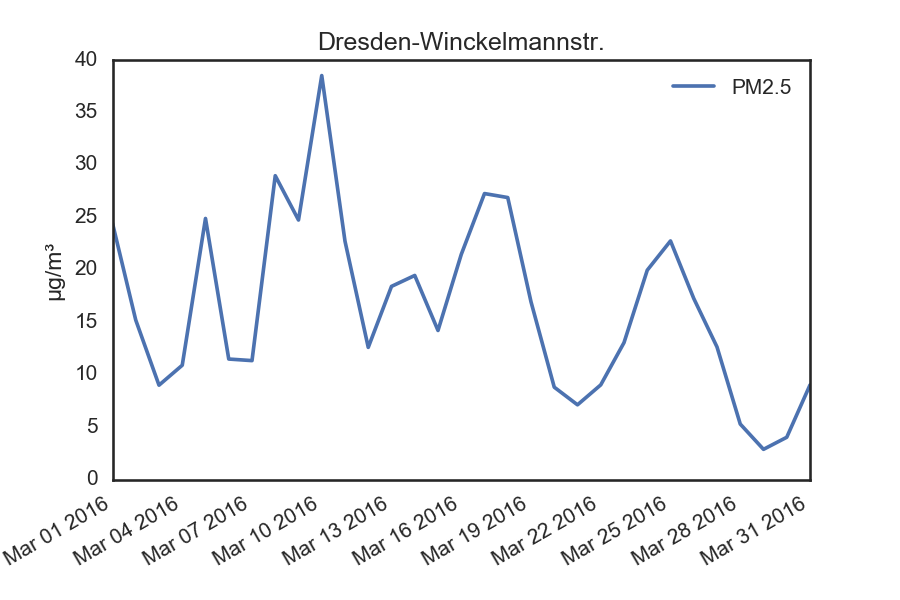 Dresden-Winckelmannstr.
40
35
30
25
20
15
10
5
0
µg/m³
PM2.5
Mar 01 2016
Mar 04 2016
Mar 07 2016
Mar 10 2016
Mar 13 2016
Mar 16 2016
Mar 19 2016
Mar 22 2016
Mar 25 2016
Mar 28 2016
Mar 31 2016